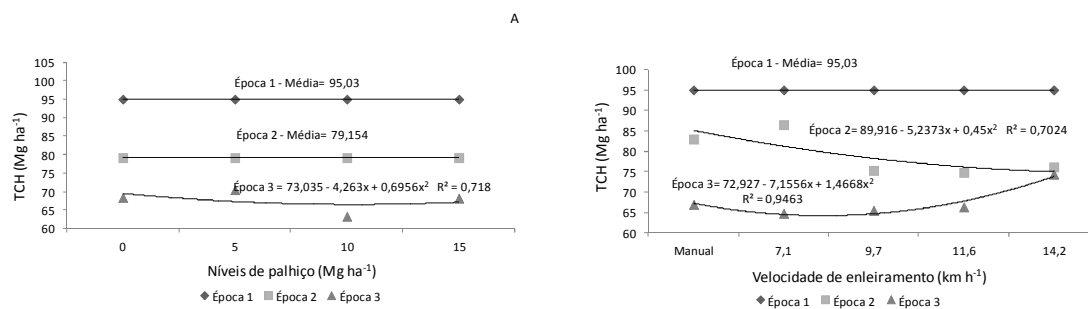 A
105
100
95
90
85
80
75
70
65
60
TCH (Mg ha⁻¹)
Época 1 - Média= 95,03
Época 2 - Média= 79,154
Época 3 = 73,035 - 4,263x + 0,6956x² R² = 0,718
0 5 10 15
Níveis de palhiço (Mg ha⁻¹)
Época 1 Época 2 Época 3
100
95
90
85
80
75
70
65
60
TCH (Mg ha⁻¹)
Época 1 - Média= 95,03
Época 2= 89,916 - 5,2373x + 0,45x² R² = 0,7024
Época 3= 72,927 - 7,1556x + 1,4668x²
R² = 0,9463
Manual 7,1 9,7 11,6 14,2
Velocidade de enleiramento (km h⁻¹)
Época 1 Época 2 Época 3